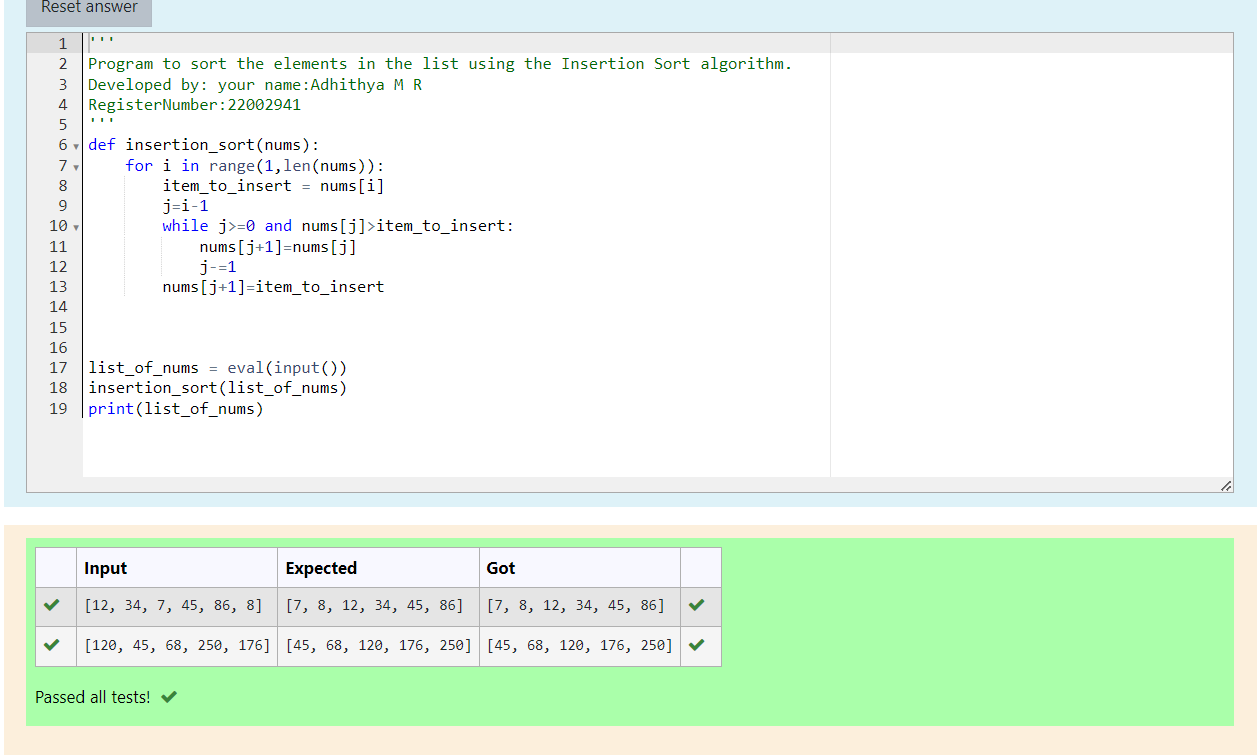 Reset answer
1 '''
2 Program to sort the elements in the list using the Insertion Sort algorithm.
3 Developed by: your name:Adhithya M R
4 RegisterNumber:22002941
5 '''
6 def insertion_sort(nums):
7     for i in range(1,len(nums)):
8         item_to_insert = nums[i]
9         j=i-1
10         while j>=0 and nums[j]>item_to_insert:
11             nums[j+1]=nums[j]
12             j-=1
13         nums[j+1]=item_to_insert
14
15
16
17 list_of_nums = eval(input())
18 insertion_sort(list_of_nums)
19 print(list_of_nums)
Input Expected Got
[12, 34, 7, 45, 86, 8] [7, 8, 12, 34, 45, 86] [7, 8, 12, 34, 45, 86]
[120, 45, 68, 250, 176] [45, 68, 120, 176, 250] [45, 68, 120, 176, 250]
Passed all tests!